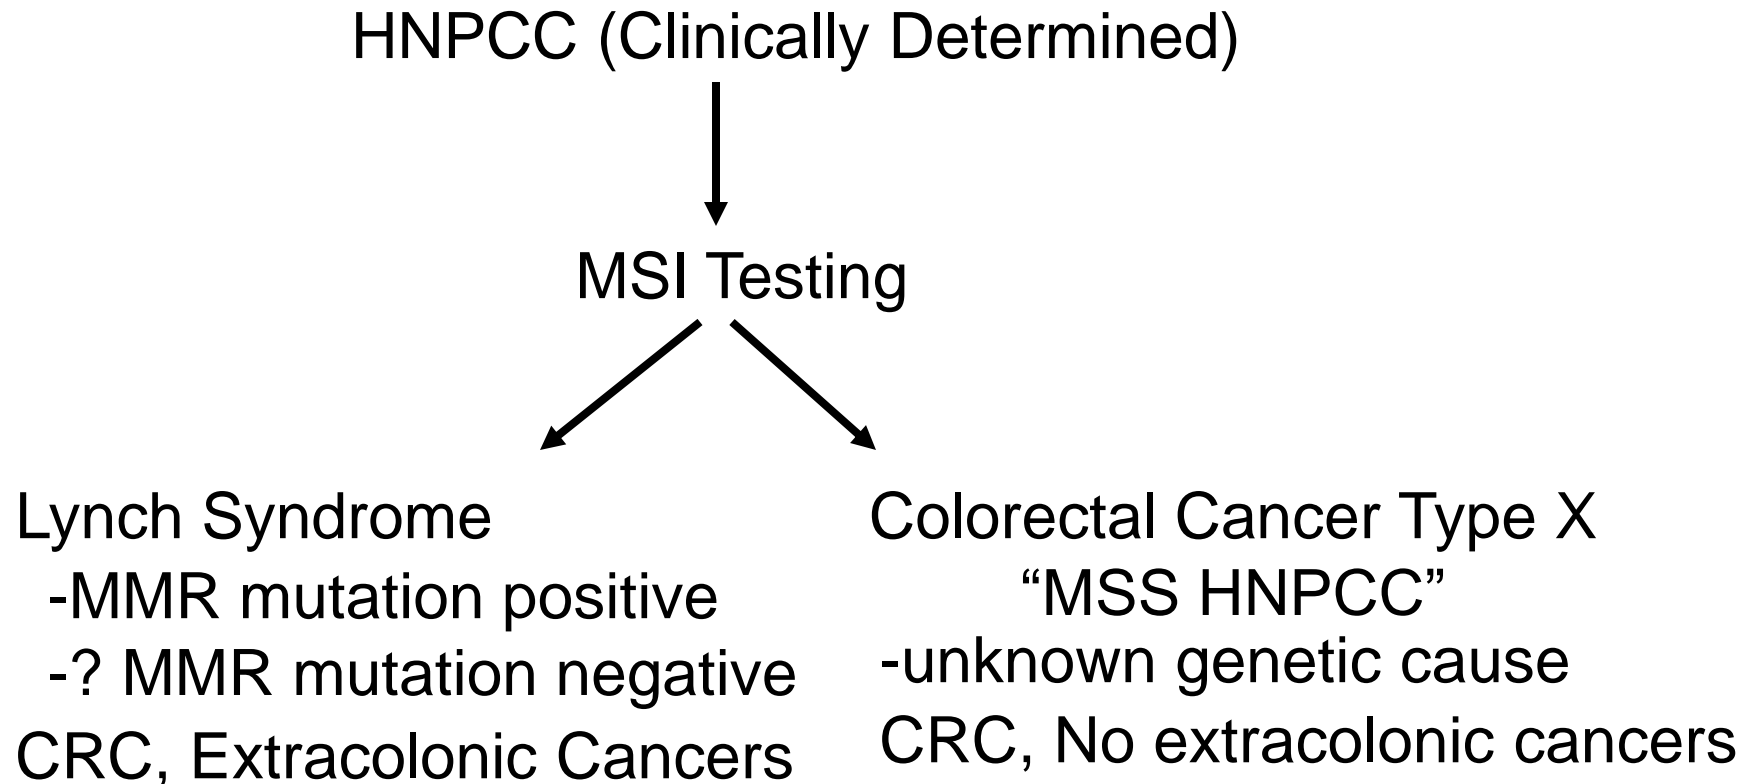 HNPCC (Clinically Determined)
MSI Testing
Lynch Syndrome
-MMR mutation positive
-? MMR mutation negative
CRC, Extracolonic Cancers
Colorectal Cancer Type X
“MSS HNPCC”
-unknown genetic cause
CRC, No extracolonic cancers